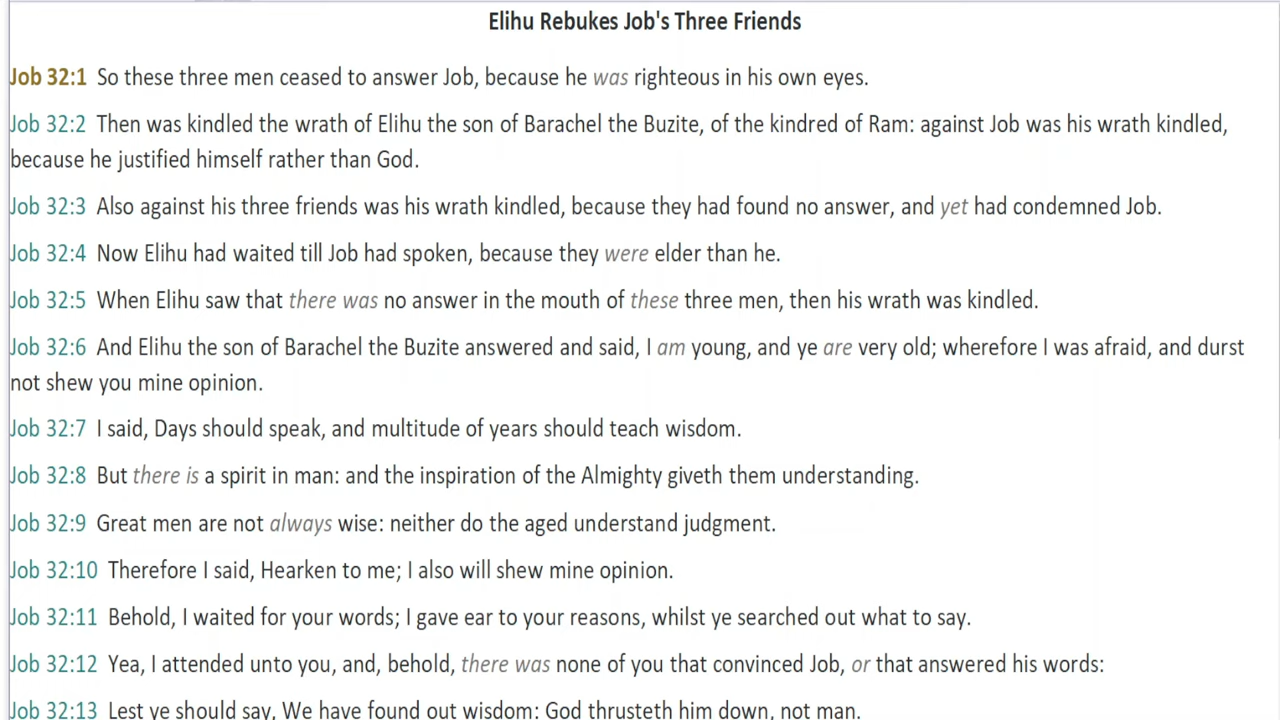 Elihu Rebukes Job's Three Friends
Job 32:1 So these three men ceased to answer Job, because he was righteous in his own eyes.
Job 32:2 Then was kindled the wrath of Elihu the son of Barachel the Buzite, of the kindred of Ram: against Job was his wrath kindled,
because he justified himself rather than God.
Job 32:3 Also against his three friends was his wrath kindled, because they had found no answer, and yet had condemned Job.
Job 32:4 Now Elihu had waited till Job had spoken, because they were elder than he.
Job 32:5 When Elihu saw that there was no answer in the mouth of these three men, then his wrath was kindled.
Job 32:6 And Elihu the son of Barachel the Buzite answered and said, I am young, and ye are very old; wherefore I was afraid, and durst
not shew you mine opinion.
Job 32:7 I said, Days should speak, and multitude of years should teach wisdom.
Job 32:8 But there is a spirit in man: and the inspiration of the Almighty giveth them understanding.
Job 32:9 Great men are not always wise: neither do the aged understand judgment.
Job 32:10 Therefore I said, Hearken to me; I also will shew mine opinion.
Job 32:11 Behold, I waited for your words; I gave ear to your reasons, whilst ye searched out what to say.
Job 32:12 Yea, I attended unto you, and, behold, there was none of you that convinced Job, or that answered his words:
Job 32:13 Lest ye should say, We have found out wisdom: God thrusteth him down, not man.